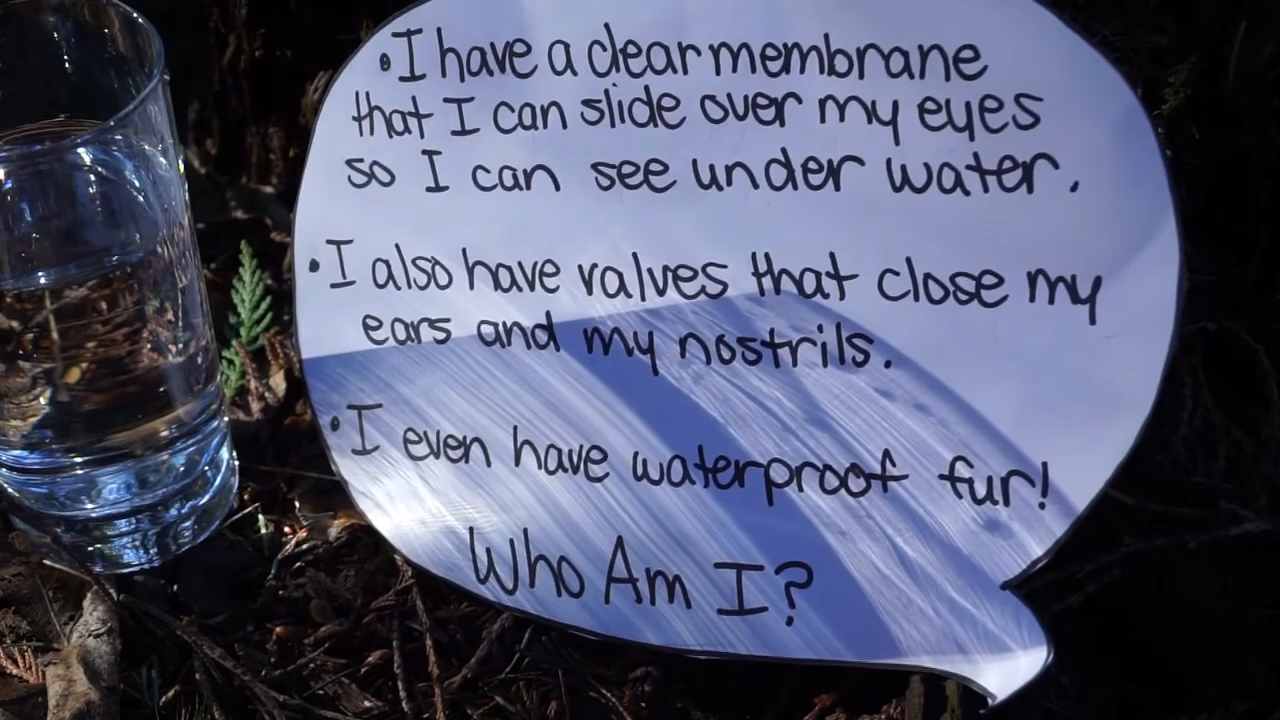 • I have a clear membrane
that I can slide over my eyes
so I can see under water.
• I also have valves that close my
ears and my nostrils.
• I even have waterproof fur!
Who Am I?